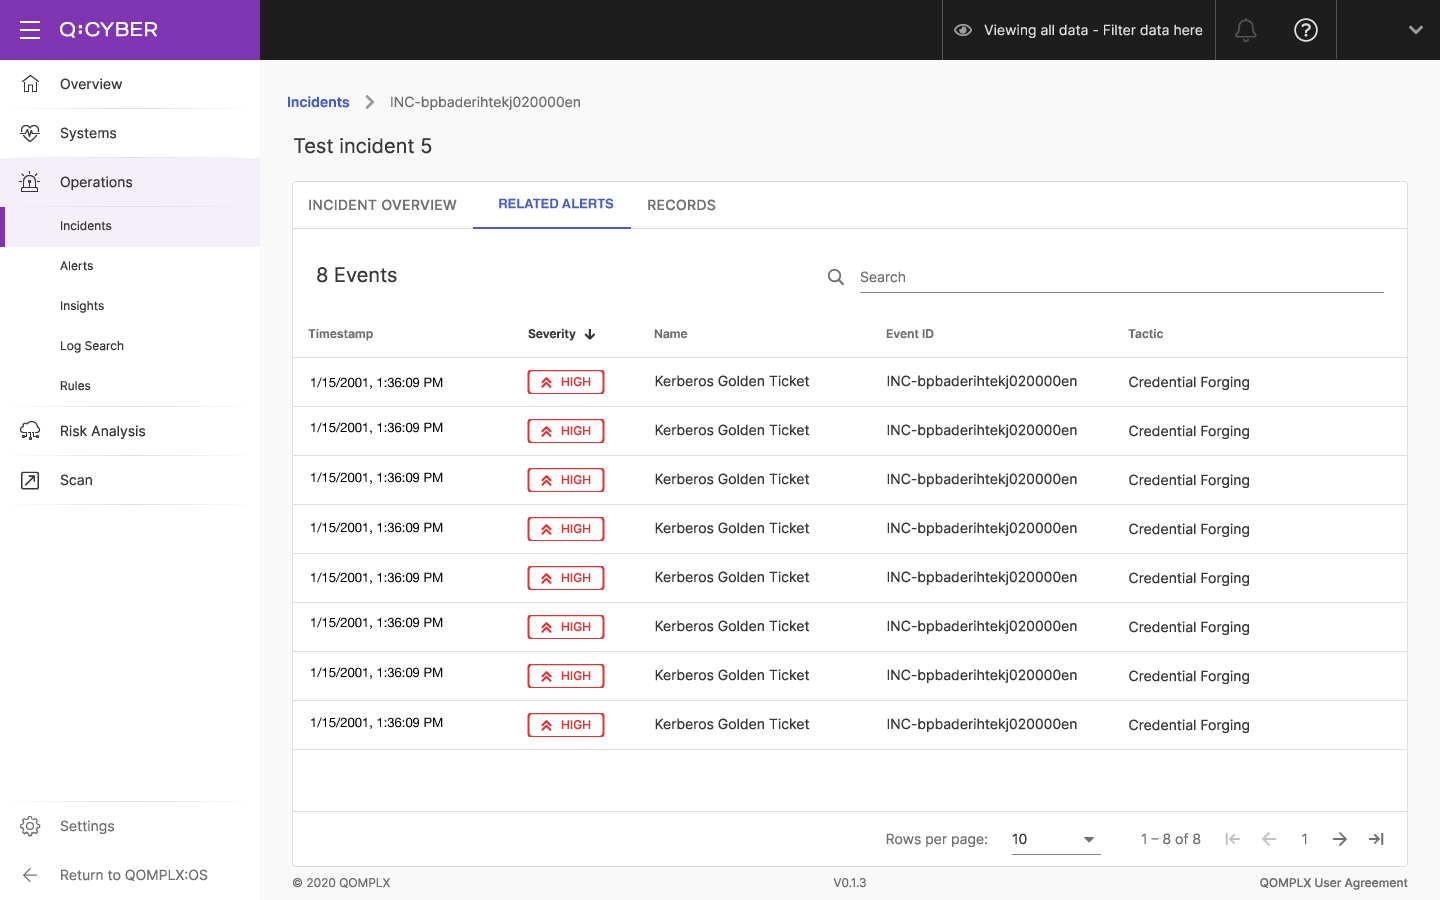 Q:CYBER
Viewing all data - Filter data here
Overview
Systems
Operations
Incidents
Alerts
Insights
Log Search
Rules
Risk Analysis
Scan
Settings
Return to QOMPLX:OS
Incidents > INC-bpbaderihtekj020000en
Test incident 5
INCIDENT OVERVIEW RELATED ALERTS RECORDS
8 Events
Search
Timestamp Severity Name Event ID Tactic
1/15/2001, 1:36:09 PM HIGH Kerberos Golden Ticket INC-bpbaderihtekj020000en Credential Forging
1/15/2001, 1:36:09 PM HIGH Kerberos Golden Ticket INC-bpbaderihtekj020000en Credential Forging
1/15/2001, 1:36:09 PM HIGH Kerberos Golden Ticket INC-bpbaderihtekj020000en Credential Forging
1/15/2001, 1:36:09 PM HIGH Kerberos Golden Ticket INC-bpbaderihtekj020000en Credential Forging
1/15/2001, 1:36:09 PM HIGH Kerberos Golden Ticket INC-bpbaderihtekj020000en Credential Forging
1/15/2001, 1:36:09 PM HIGH Kerberos Golden Ticket INC-bpbaderihtekj020000en Credential Forging
1/15/2001, 1:36:09 PM HIGH Kerberos Golden Ticket INC-bpbaderihtekj020000en Credential Forging
1/15/2001, 1:36:09 PM HIGH Kerberos Golden Ticket INC-bpbaderihtekj020000en Credential Forging
Rows per page: 10 1 – 8 of 8 1
© 2020 QOMPLX V0.1.3 QOMPLX User Agreement